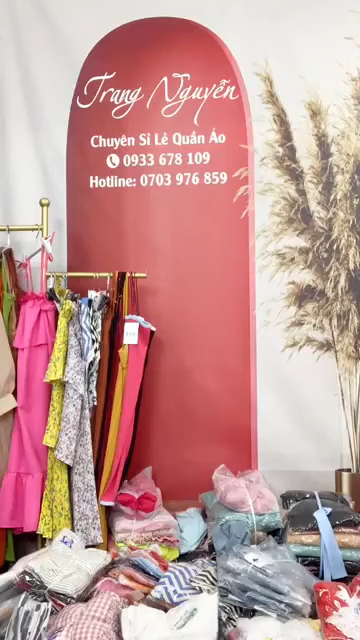 Trang Nguyễn
Chuyên Sỉ Lẻ Quần Áo
0933 678 109
Hotline: 0703 976 859